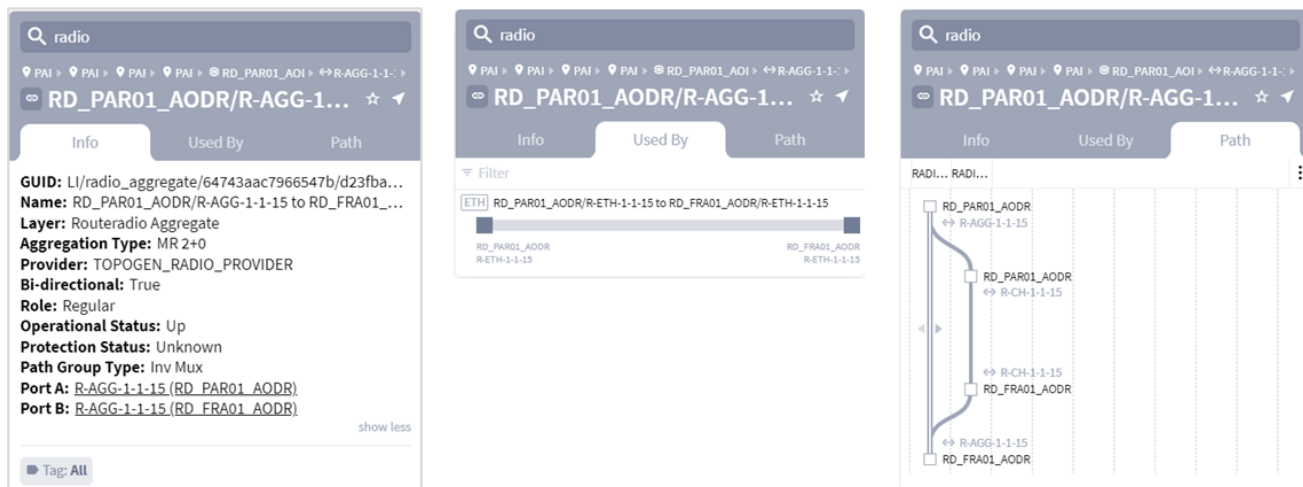 radio
PAI PAI PAI PAI RD_PAR01_AOI R-AGG-1-1-:
RD_PAR01_AODR/R-AGG-1...
Info Used By Path
GUID: LI/radio_aggregate/64743aac7966547b/d23fba...
Name: RD_PAR01_AODR/R-AGG-1-1-15 to RD_FRA01_...
Layer: Routeradio Aggregate
Aggregation Type: MR 2+0
Provider: TOPOGEN_RADIO_PROVIDER
Bi-directional: True
Role: Regular
Operational Status: Up
Protection Status: Unknown
Path Group Type: Inv Mux
Port A: R-AGG-1-1-15 (RD_PAR01_AODR)
Port B: R-AGG-1-1-15 (RD_FRA01_AODR)
show less
Tag: All
radio
PAI PAI PAI PAI RD_PAR01_AOI R-AGG-1-1-:
RD_PAR01_AODR/R-AGG-1...
Info Used By Path
Filter
ETH RD_PAR01_AODR/R-ETH-1-1-15 to RD_FRA01_AODR/R-ETH-1-1-15
RD_PAR01_AODR RD_FRA01_AODR
R-ETH-1-1-15 R-ETH-1-1-15
radio
PAI PAI PAI PAI RD_PAR01_AOI R-AGG-1-1-:
RD_PAR01_AODR/R-AGG-1...
Info Used By Path
RADI... RADI...
RD_PAR01_AODR
R-AGG-1-1-15
RD_PAR01_AODR
R-CH-1-1-15
R-CH-1-1-15
RD_FRA01_AODR
R-AGG-1-1-15
RD_FRA01_AODR